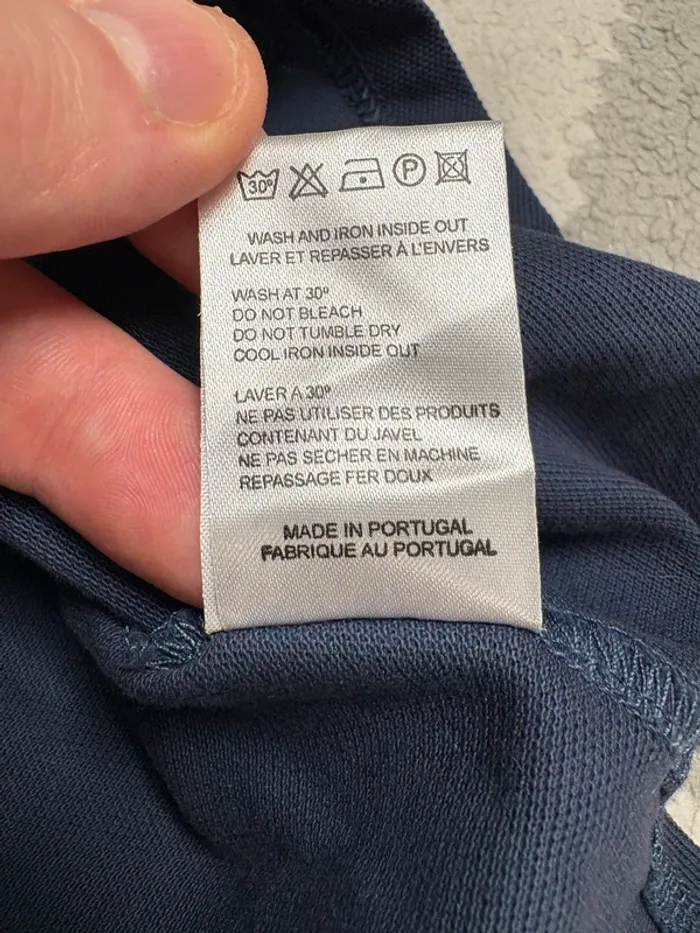 30º P
WASH AND IRON INSIDE OUT
LAVER ET REPASSER À L'ENVERS
WASH AT 30º
DO NOT BLEACH
DO NOT TUMBLE DRY
COOL IRON INSIDE OUT
LAVER A 30º
NE PAS UTILISER DES PRODUITS
CONTENANT DU JAVEL
NE PAS SECHER EN MACHINE
REPASSAGE FER DOUX
MADE IN PORTUGAL
FABRIQUE AU PORTUGAL